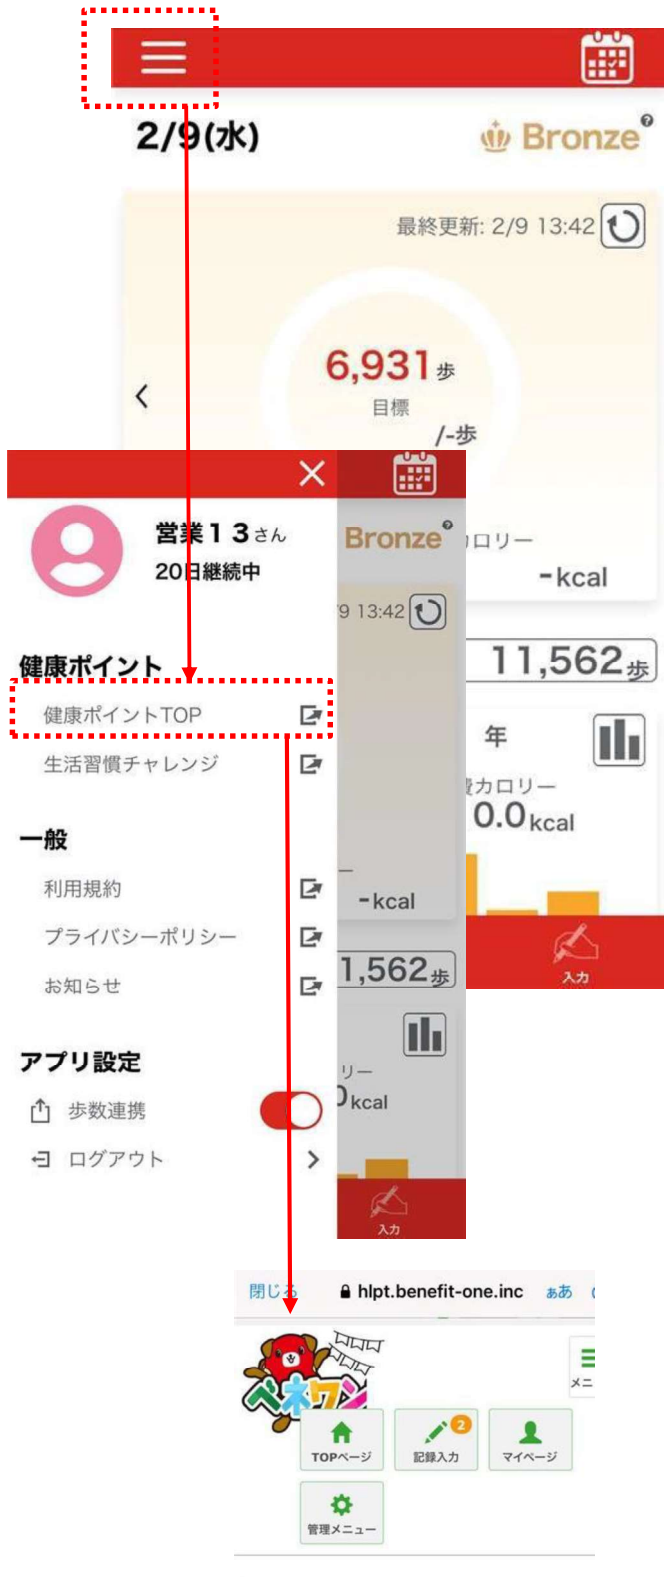 2/9(水)
Bronze
最終更新: 2/9 13:42
6,931歩
目標
/-歩
カロリー
-kcal
11,562歩
年
費カロリー
0.0kcal
入力
営業13さん
20日継続中
Bronze
/9 13:42
健康ポイント
健康ポイントTOP
生活習慣チャレンジ
一般
利用規約
プライバシーポリシー
お知らせ
ー
-kcal
1,562歩
アプリ設定
歩数連携
ログアウト
リー
0kcal
入力
閉じる
hlpt.benefit-one.inc
ぁあ
ベネワン
メニ
TOPページ
記録入力
2
マイページ
管理メニュー